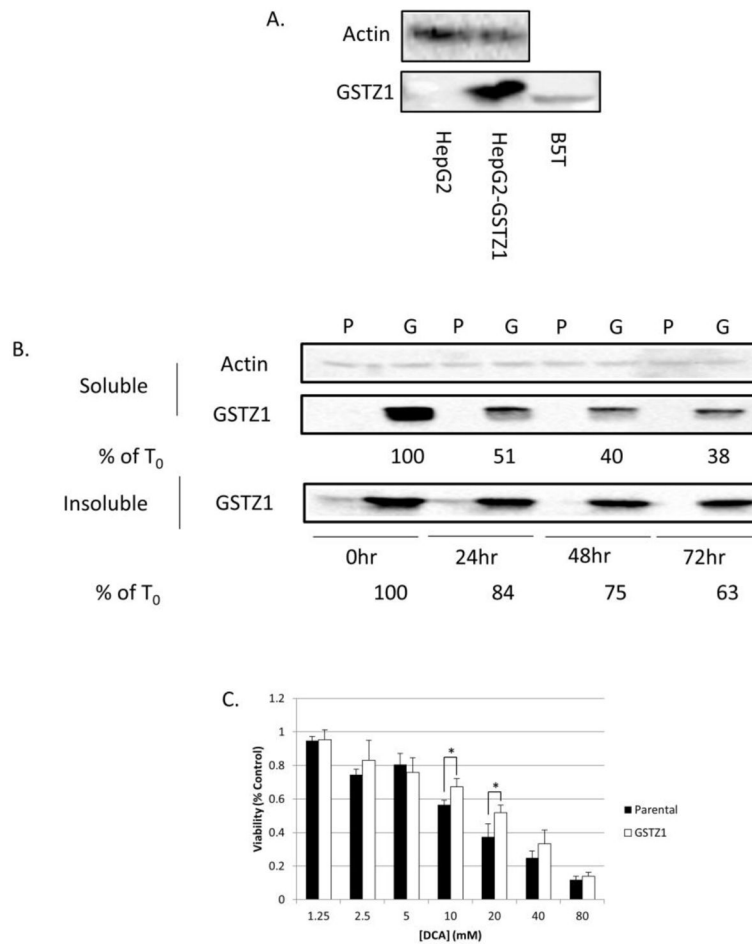 A.
Actin
GSTZ1
HepG2
HepG2-GSTZ1
B5T
B.
P G P G P G P G
Soluble
Actin
GSTZ1
% of T0 100 51 40 38
Insoluble
GSTZ1
0hr 24hr 48hr 72hr
% of T0 100 84 75 63
C.
Viability (% Control)
1.2
1
0.8
0.6
0.4
0.2
0
* *
Parental
GSTZ1
1.25 2.5 5 10 20 40 80
[DCA] (mM)